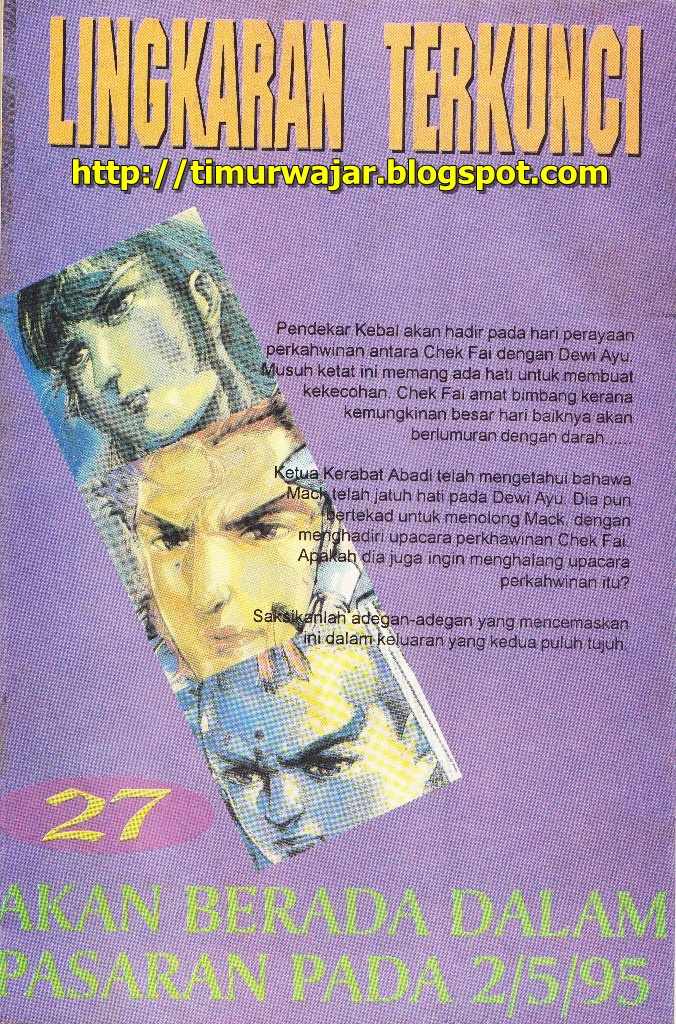 LINGKARAN TERKUNCI
http://timurwajar.blogspot.com
Pendekar Kebal akan hadir pada hari perayaan
perkahwinan antara Chek Fai dengan Dewi Ayu.
Musuh ketat ini memang ada hati untuk membuat
kekecohan. Chek Fai amat bimbang kerana
kemungkinan besar hari baiknya akan
berlumuran dengan darah......
Ketua Kerabat Abadi telah mengetahui bahawa
Mack telah jatuh hati pada Dewi Ayu. Dia pun
bertekad untuk menolong Mack, dengan
menghadiri upacara perkhawinan Chek Fai.
Apakah dia juga ingin menghalang upacara
perkahwinan itu?
Saksikanlah adegan-adegan yang mencemaskan
ini dalam keluaran yang kedua puluh tujuh.
27
AKAN BERADA DALAM
PASARAN PADA 2/5/95